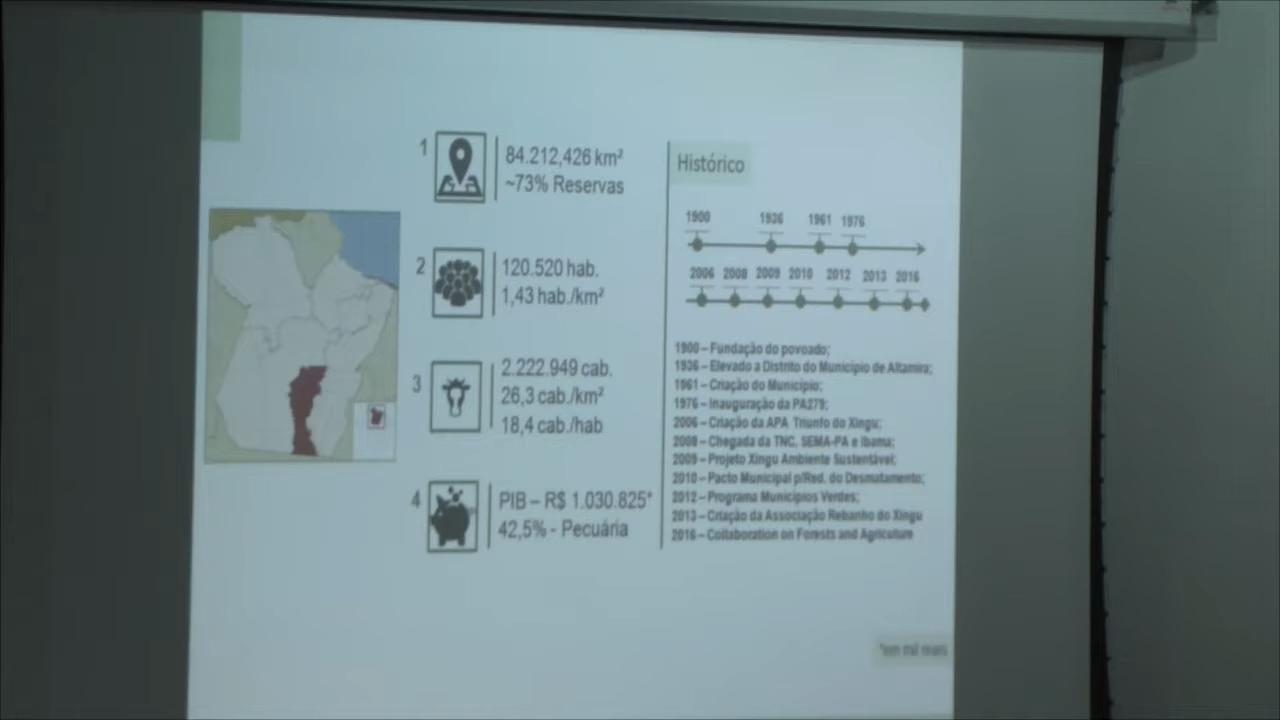 1
84.212,426 km²
~73% Reservas
2
120.520 hab.
1,43 hab./km²
3
2.222.949 cab.
26,3 cab./km²
18,4 cab./hab
4
PIB – R$ 1.030.825*
42,5% - Pecuária
Histórico
1900 1936 1961 1976
2006 2008 2009 2010 2012 2013 2016
1900 – Fundação do povoado;
1936 – Elevado a Distrito do Município de Altamira;
1961 – Criação do Município;
1976 – Inauguração da PA279;
2006 – Criação da APA Triunfo do Xingu;
2008 – Chegada da TNC, SEMA-PA e Ibama;
2009 – Projeto Xingu Ambiente Sustentável;
2010 – Pacto Municipal p/Red. do Desmatamento;
2012 – Programa Municípios Verdes;
2013 – Criação da Associação Rebanho do Xingu
2016 – Collaboration on Forests and Agriculture
*em mil reais